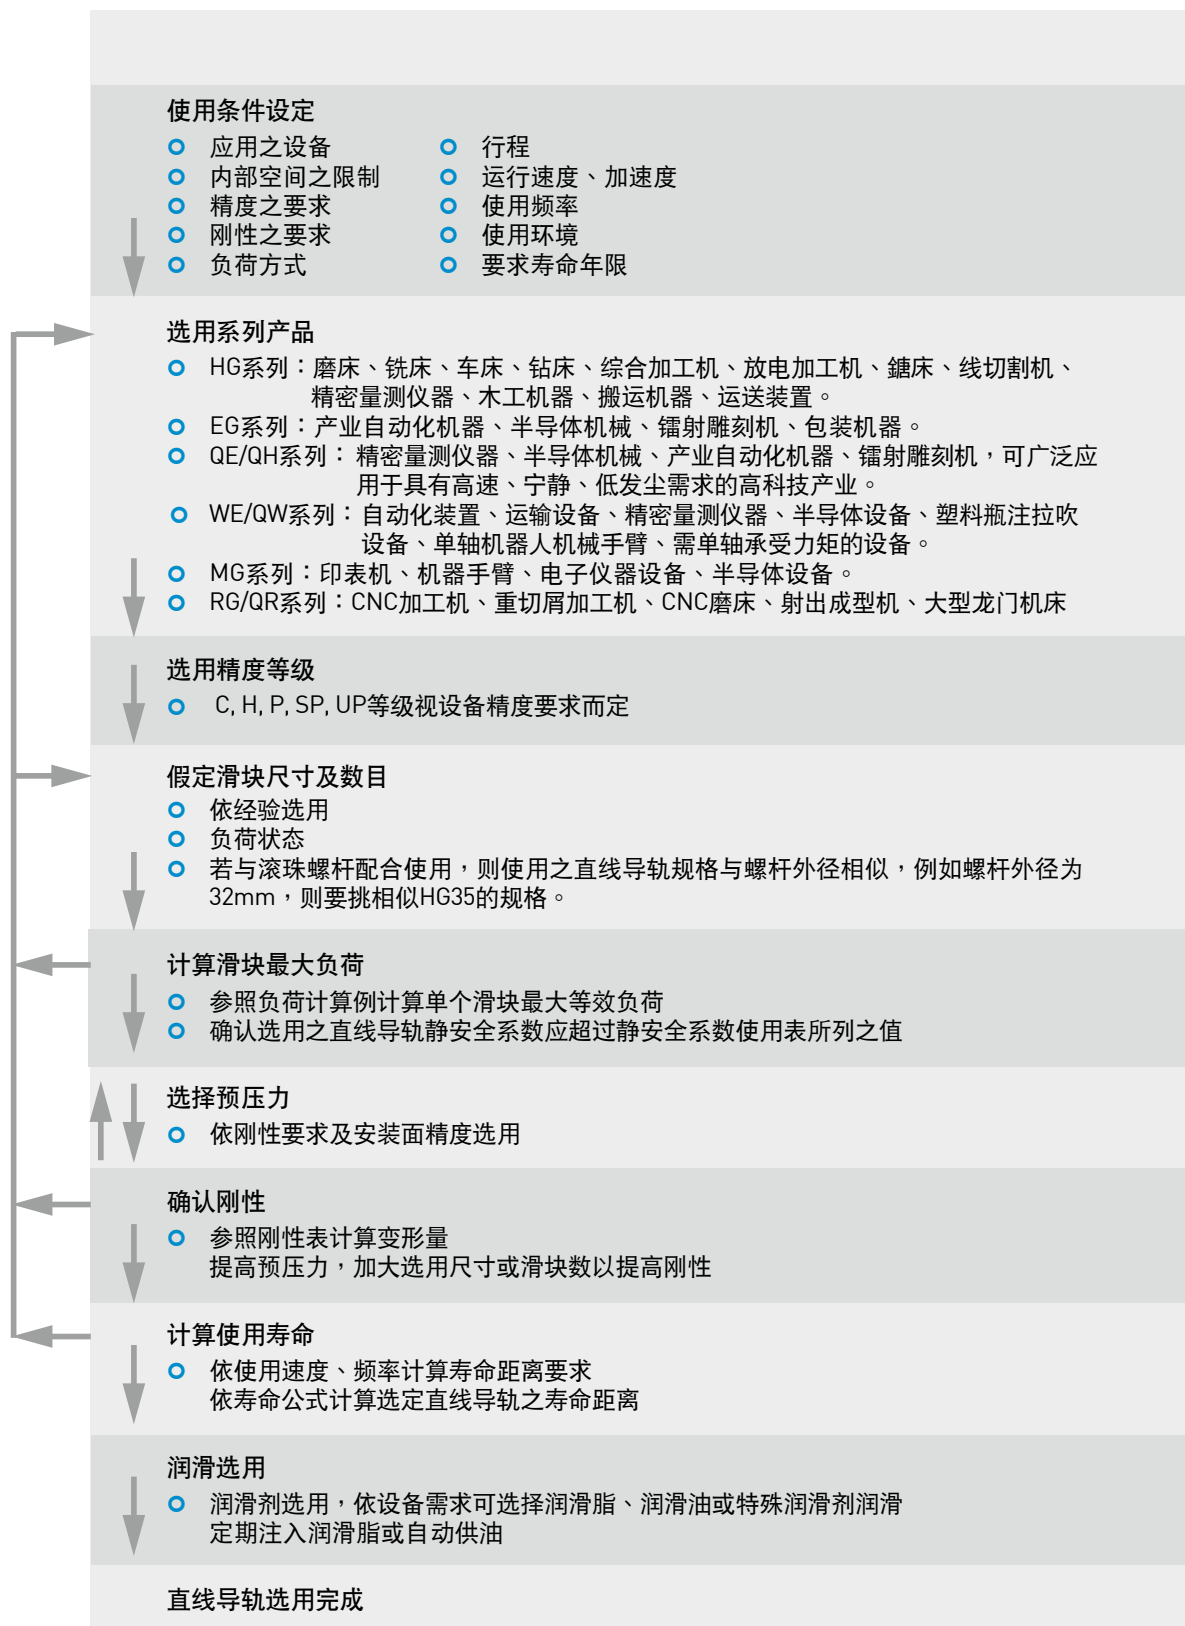 使用条件设定
应用之设备
内部空间之限制
精度之要求
刚性之要求
负荷方式
行程
运行速度、加速度
使用频率
使用环境
要求寿命年限
选用系列产品
HG系列：磨床、铣床、车床、钻床、综合加工机、放电加工机、鎕床、线切割机、
精密量测仪器、木工机器、搬运机器、运送装置。
EG系列：产业自动化机器、半导体机械、镭射雕刻机、包装机器。
QE/QH系列： 精密量测仪器、半导体机械、产业自动化机器、镭射雕刻机，可广泛应
用于具有高速、宁静、低发尘需求的高科技产业。
WE/QW系列：自动化装置、运输设备、精密量测仪器、半导体设备、塑料瓶注拉吹
设备、单轴机器人机械手臂、需单轴承受力矩的设备。
MG系列：印表机、机器手臂、电子仪器设备、半导体设备。
RG/QR系列：CNC加工机、重切屑加工机、CNC磨床、射出成型机、大型龙门机床
选用精度等级
C, H, P, SP, UP等级视设备精度要求而定
假定滑块尺寸及数目
依经验选用
负荷状态
若与滚珠螺杆配合使用，则使用之直线导轨规格与螺杆外径相似，例如螺杆外径为
32mm，则要挑相似HG35的规格。
计算滑块最大负荷
参照负荷计算例计算单个滑块最大等效负荷
确认选用之直线导轨静安全系数应超过静安全系数使用表所列之值
选择预压力
依刚性要求及安装面精度选用
确认刚性
参照刚性表计算变形量
提高预压力，加大选用尺寸或滑块数以提高刚性
计算使用寿命
依使用速度、频率计算寿命距离要求
依寿命公式计算选定直线导轨之寿命距离
润滑选用
润滑剂选用，依设备需求可选择润滑脂、润滑油或特殊润滑剂润滑
定期注入润滑脂或自动供油
直线导轨选用完成